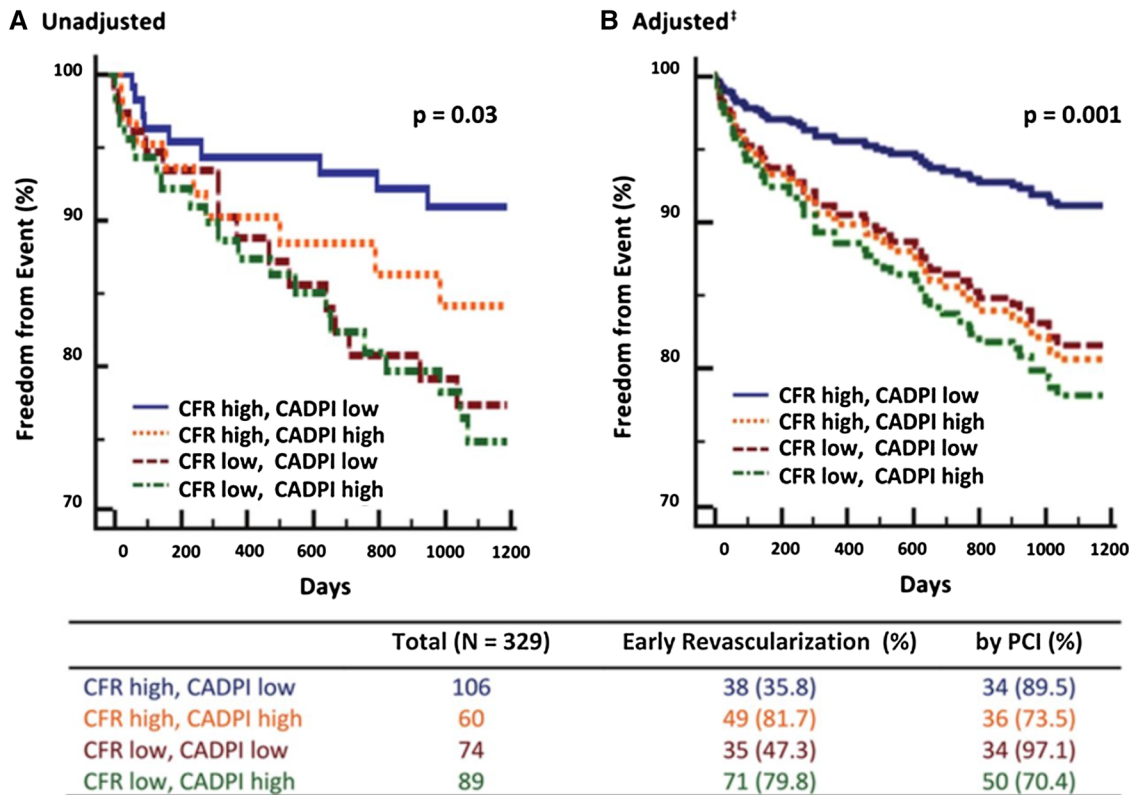 A Unadjusted
100
90
80
70
Freedom from Event (%)
p = 0.03
CFR high, CADPI low
CFR high, CADPI high
CFR low, CADPI low
CFR low, CADPI high
0 200 400 600 800 1000 1200
Days
B Adjusted‡
100
90
80
70
Freedom from Event (%)
p = 0.001
CFR high, CADPI low
CFR high, CADPI high
CFR low, CADPI low
CFR low, CADPI high
0 200 400 600 800 1000 1200
Days
Total (N = 329) Early Revascularization (%) by PCI (%)
CFR high, CADPI low 106 38 (35.8) 34 (89.5)
CFR high, CADPI high 60 49 (81.7) 36 (73.5)
CFR low, CADPI low 74 35 (47.3) 34 (97.1)
CFR low, CADPI high 89 71 (79.8) 50 (70.4)